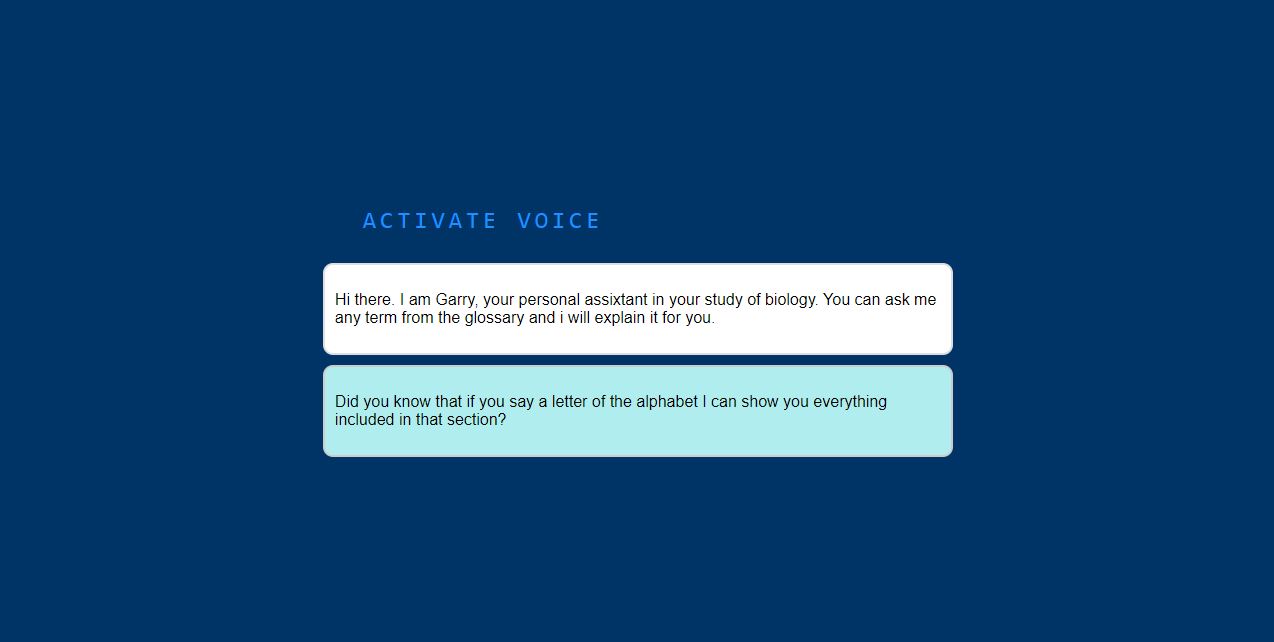 ACTIVATE VOICE
Hi there. I am Garry, your personal assixtant in your study of biology. You can ask me
any term from the glossary and i will explain it for you.
Did you know that if you say a letter of the alphabet I can show you everything
included in that section?